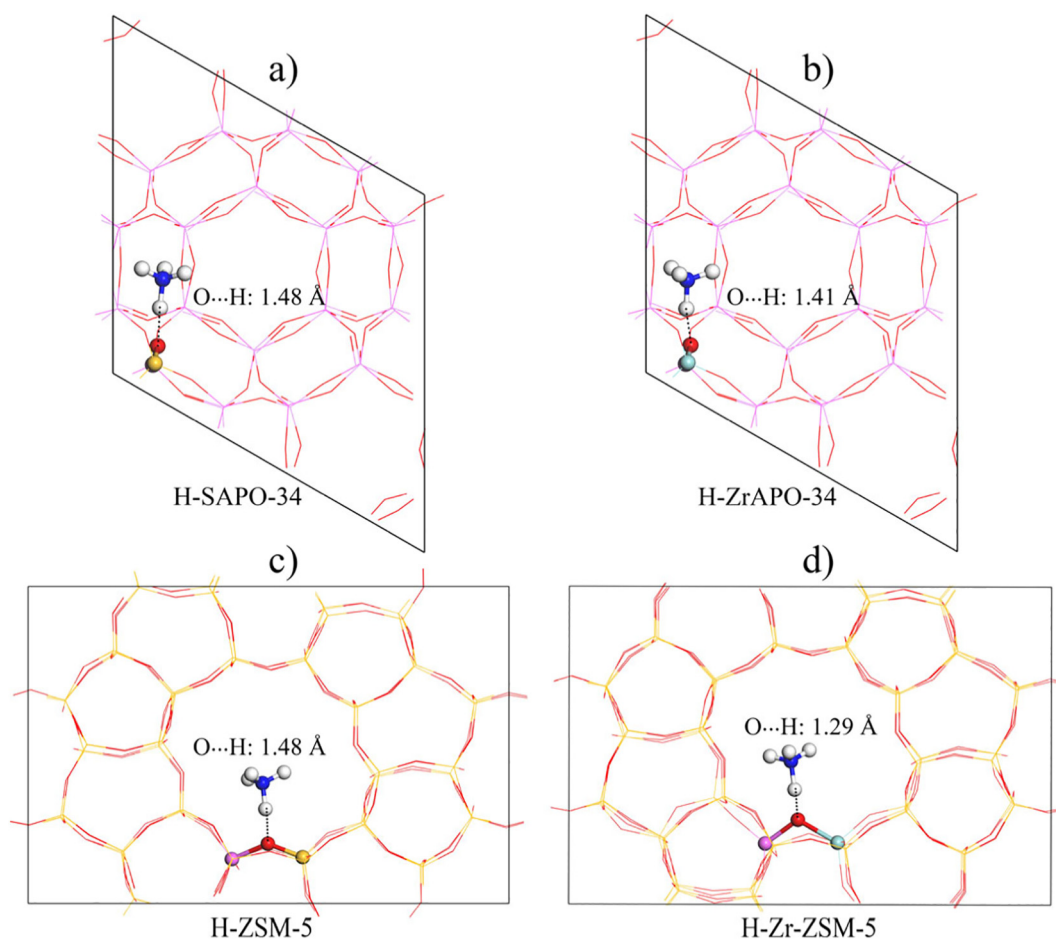 a)
b)
O···H: 1.48 Å
O···H: 1.41 Å
H-SAPO-34
H-ZrAPO-34
c)
d)
O···H: 1.48 Å
O···H: 1.29 Å
H-ZSM-5
H-Zr-ZSM-5